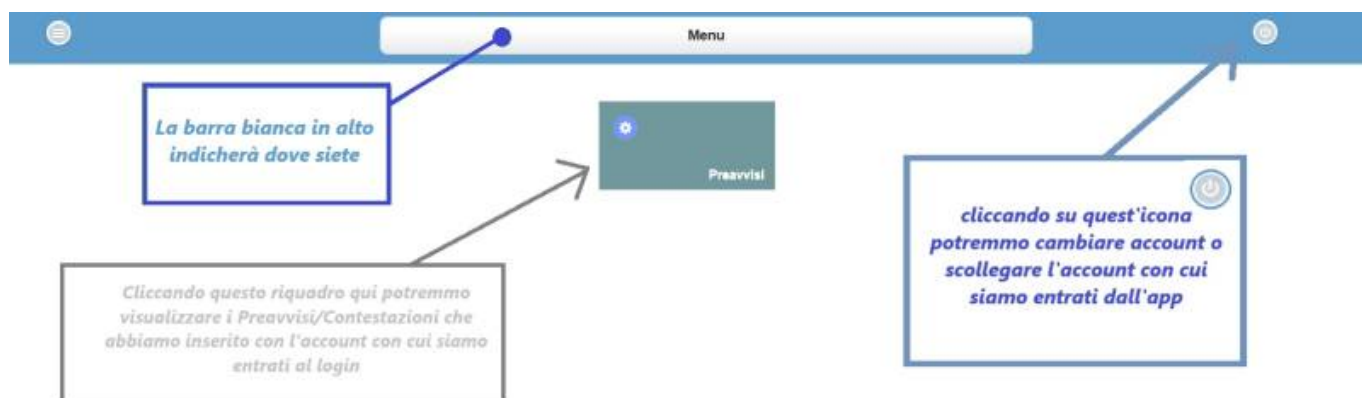 Menu
La barra bianca in alto
indicherà dove siete
Preavvisi
Cliccando questo riquadro qui potremmo
visualizzare i Preavvisi/Contestazioni che
abbiamo inserito con l'account con cui siamo
entrati al login
cliccando su quest'icona
potremmo cambiare account o
scollegare l'account con cui
siamo entrati dall'app